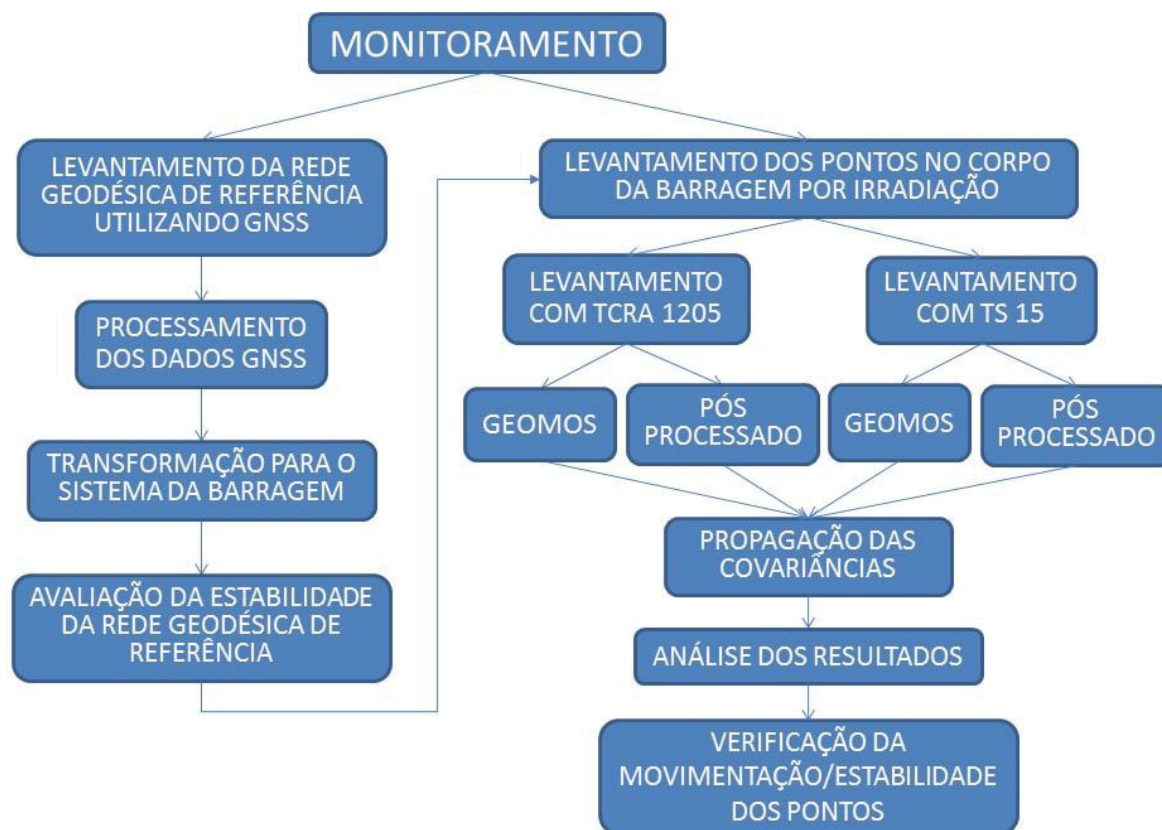 MONITORAMENTO
LEVANTAMENTO DA REDE
GEODÉSICA DE REFERÊNCIA
UTILIZANDO GNSS
PROCESSAMENTO
DOS DADOS GNSS
TRANSFORMAÇÃO PARA O
SISTEMA DA BARRAGEM
AVALIAÇÃO DA ESTABILIDADE
DA REDE GEODÉSICA DE
REFERÊNCIA
LEVANTAMENTO DOS PONTOS NO CORPO
DA BARRAGEM POR IRRADIAÇÃO
LEVANTAMENTO
COM TCRA 1205
LEVANTAMENTO
COM TS 15
GEOMOS
PÓS
PROCESSADO
GEOMOS
PÓS
PROCESSADO
PROPAGAÇÃO DAS
COVARIÂNCIAS
ANÁLISE DOS RESULTADOS
VERIFICAÇÃO DA
MOVIMENTAÇÃO/ESTABILIDADE
DOS PONTOS